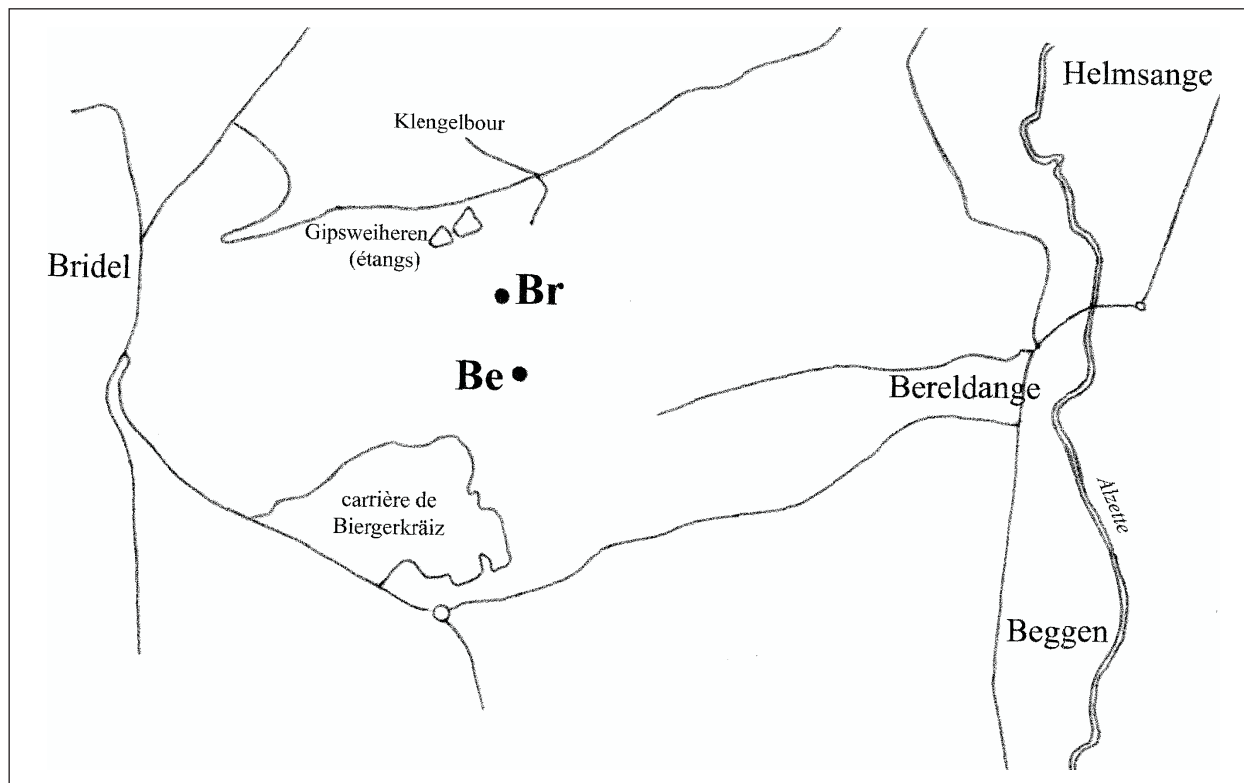 Helmsange
Klengelbour
Gipsweiheren
(étangs)
Bridel
Br
Be
Bereldange
carrière de
Biergerkräiz
Alzette
Beggen